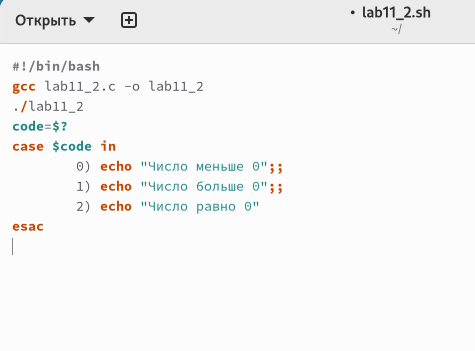 Открыть
• lab11_2.sh
~/
#!/bin/bash
gcc lab11_2.c -o lab11_2
./lab11_2
code=$?
case $code in
0) echo "Число меньше 0";;
1) echo "Число больше 0";;
2) echo "Число равно 0"
esac